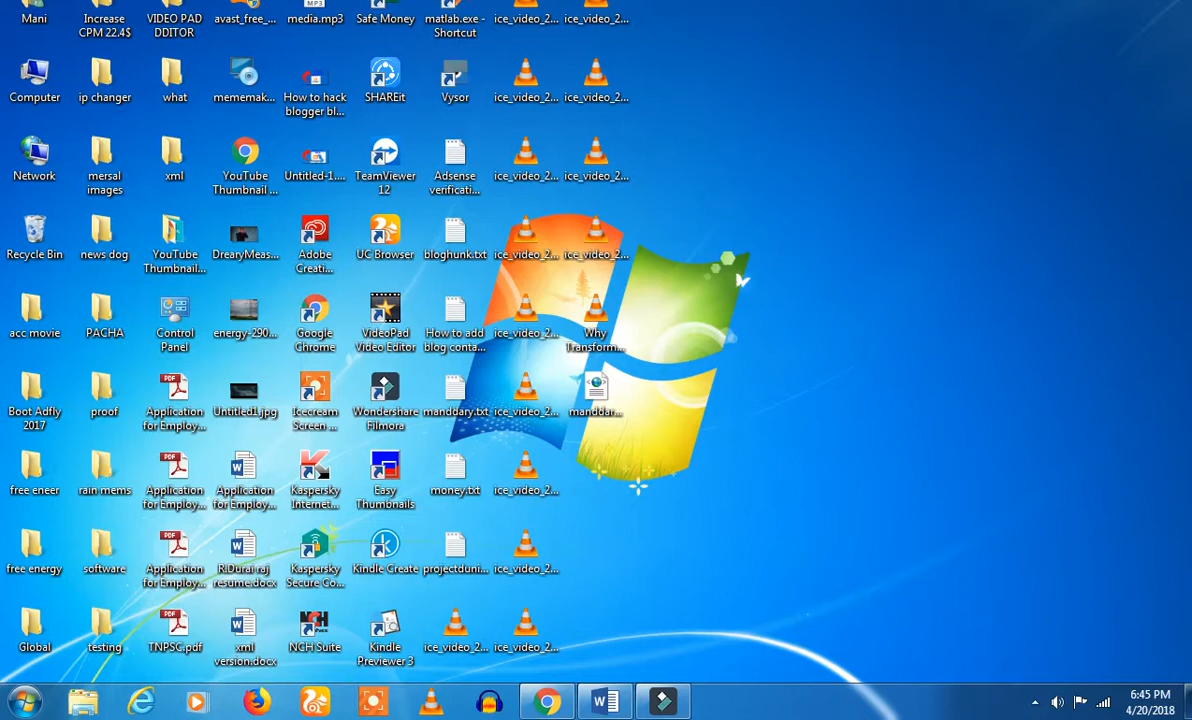 Mani
Increase
CPM 22.4$
VIDEO PAD
DDITOR
avast_free_...
MP3
media.mp3
Safe Money
matlab.exe -
Shortcut
ice_video_2...
ice_video_2...
Computer
ip changer
what
mememak...
How to hack
blogger bl...
SHAREit
Vysor
ice_video_2...
ice_video_2...
Network
mersal
images
xml
YouTube
Thumbnail ...
Untitled-1....
TeamViewer
12
Adsense
verificati...
ice_video_2...
ice_video_2...
Recycle Bin
news dog
YouTube
Thumbnail...
DrearyMeas...
Adobe
Creati...
UC Browser
bloghunk.txt
ice_video_2...
ice_video_2...
acc movie
PACHA
Control
Panel
energy-290...
Google
Chrome
VideoPad
Video Editor
How to add
blog conta...
ice_video_2...
Why
Transform...
Boot Adfly
2017
proof
PDF
Application
for Employ...
Untitled1.jpg
Icecream
Screen ...
Wondershare
Filmora
manddary.txt
ice_video_2...
manddar...
free eneer
rain mems
PDF
Application
for Employ...
Application
for Employ...
Kaspersky
Internet...
Easy
Thumbnails
money.txt
ice_video_2...
free energy
software
PDF
Application
for Employ...
R!Durai raj
resume.docx
Kaspersky
Secure Co...
Kindle Create
projectduni...
ice_video_2...
Global
testing
PDF
TNPSC.pdf
xml
version.docx
NCH
NCH Suite
Kindle
Previewer 3
ice_video_2...
ice_video_2...
6:45 PM
4/20/2018